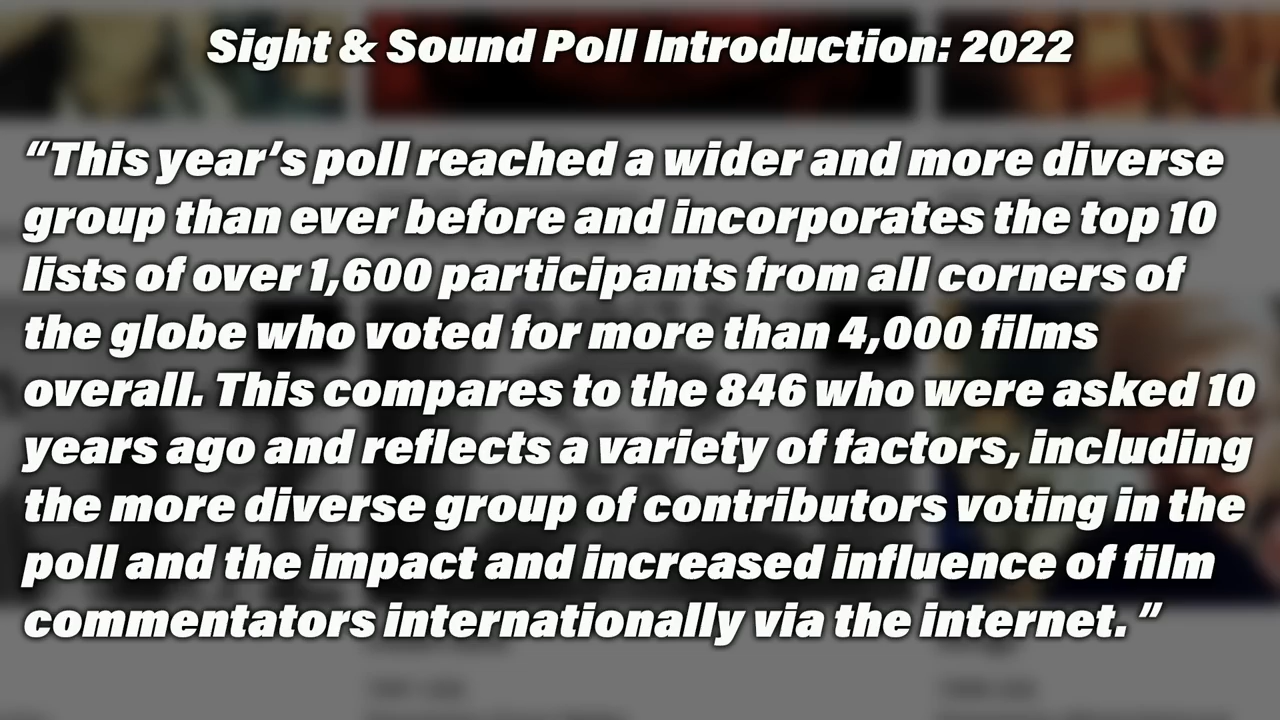 Sight & Sound Poll Introduction: 2022
“This year’s poll reached a wider and more diverse
group than ever before and incorporates the top 10
lists of over 1,600 participants from all corners of
the globe who voted for more than 4,000 films
overall. This compares to the 846 who were asked 10
years ago and reflects a variety of factors, including
the more diverse group of contributors voting in the
poll and the impact and increased influence of film
commentators internationally via the internet. ”